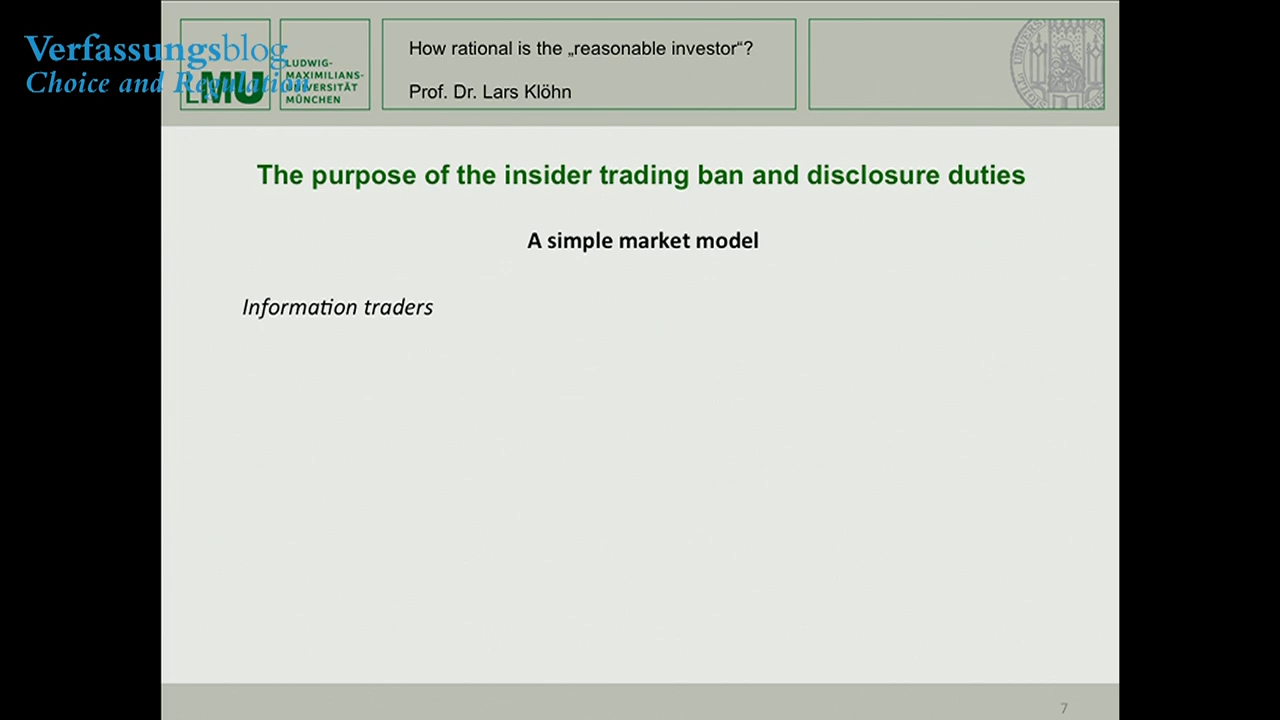 Verfassungsblog
Choice and Regulation
LMU
LUDWIG-
MAXIMILIANS-
UNIVERSITÄT
MÜNCHEN
How rational is the „reasonable investor“?
Prof. Dr. Lars Klöhn
The purpose of the insider trading ban and disclosure duties
A simple market model
Information traders
7